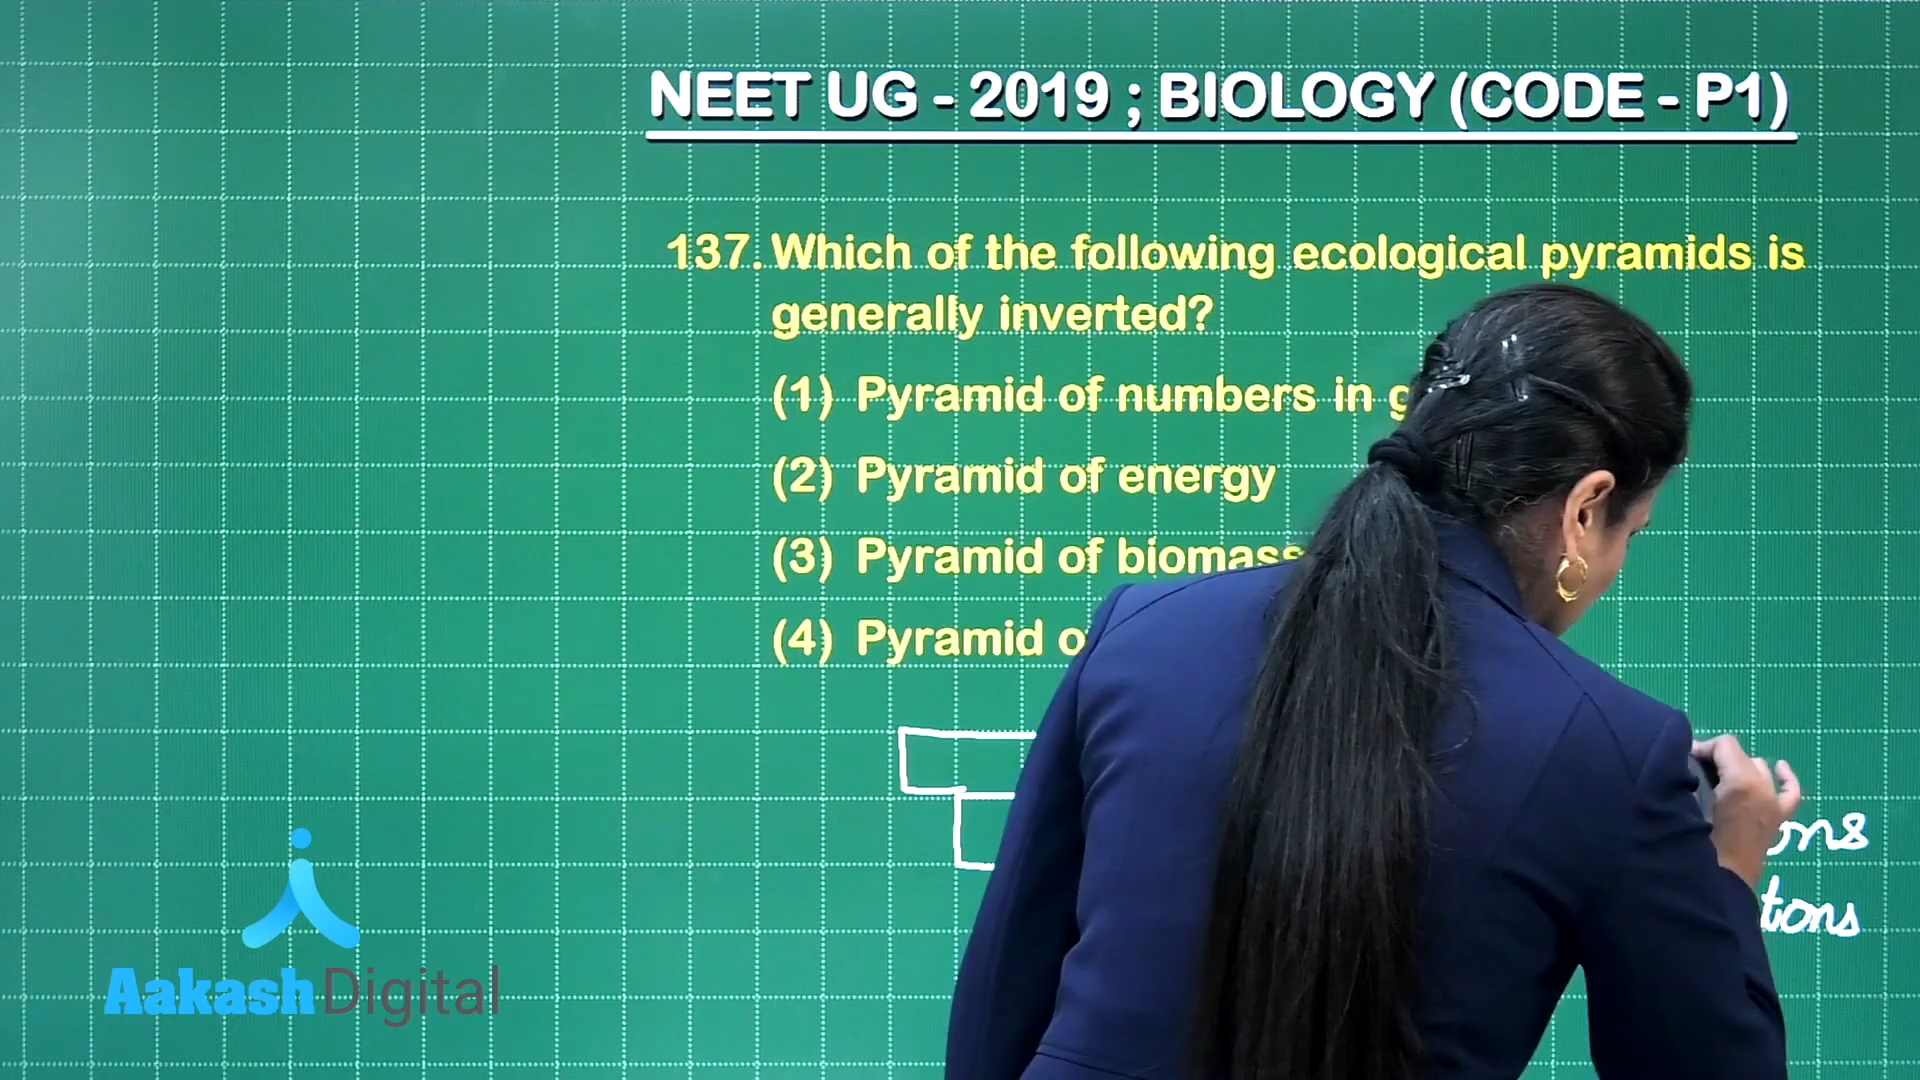 NEET UG - 2019 ; BIOLOGY (CODE - P1)
137. Which of the following ecological pyramids is
generally inverted?
(1) Pyramid of numbers in
(2) Pyramid of energy
(3) Pyramid of biomass
(4) Pyramid
Aakash Digital